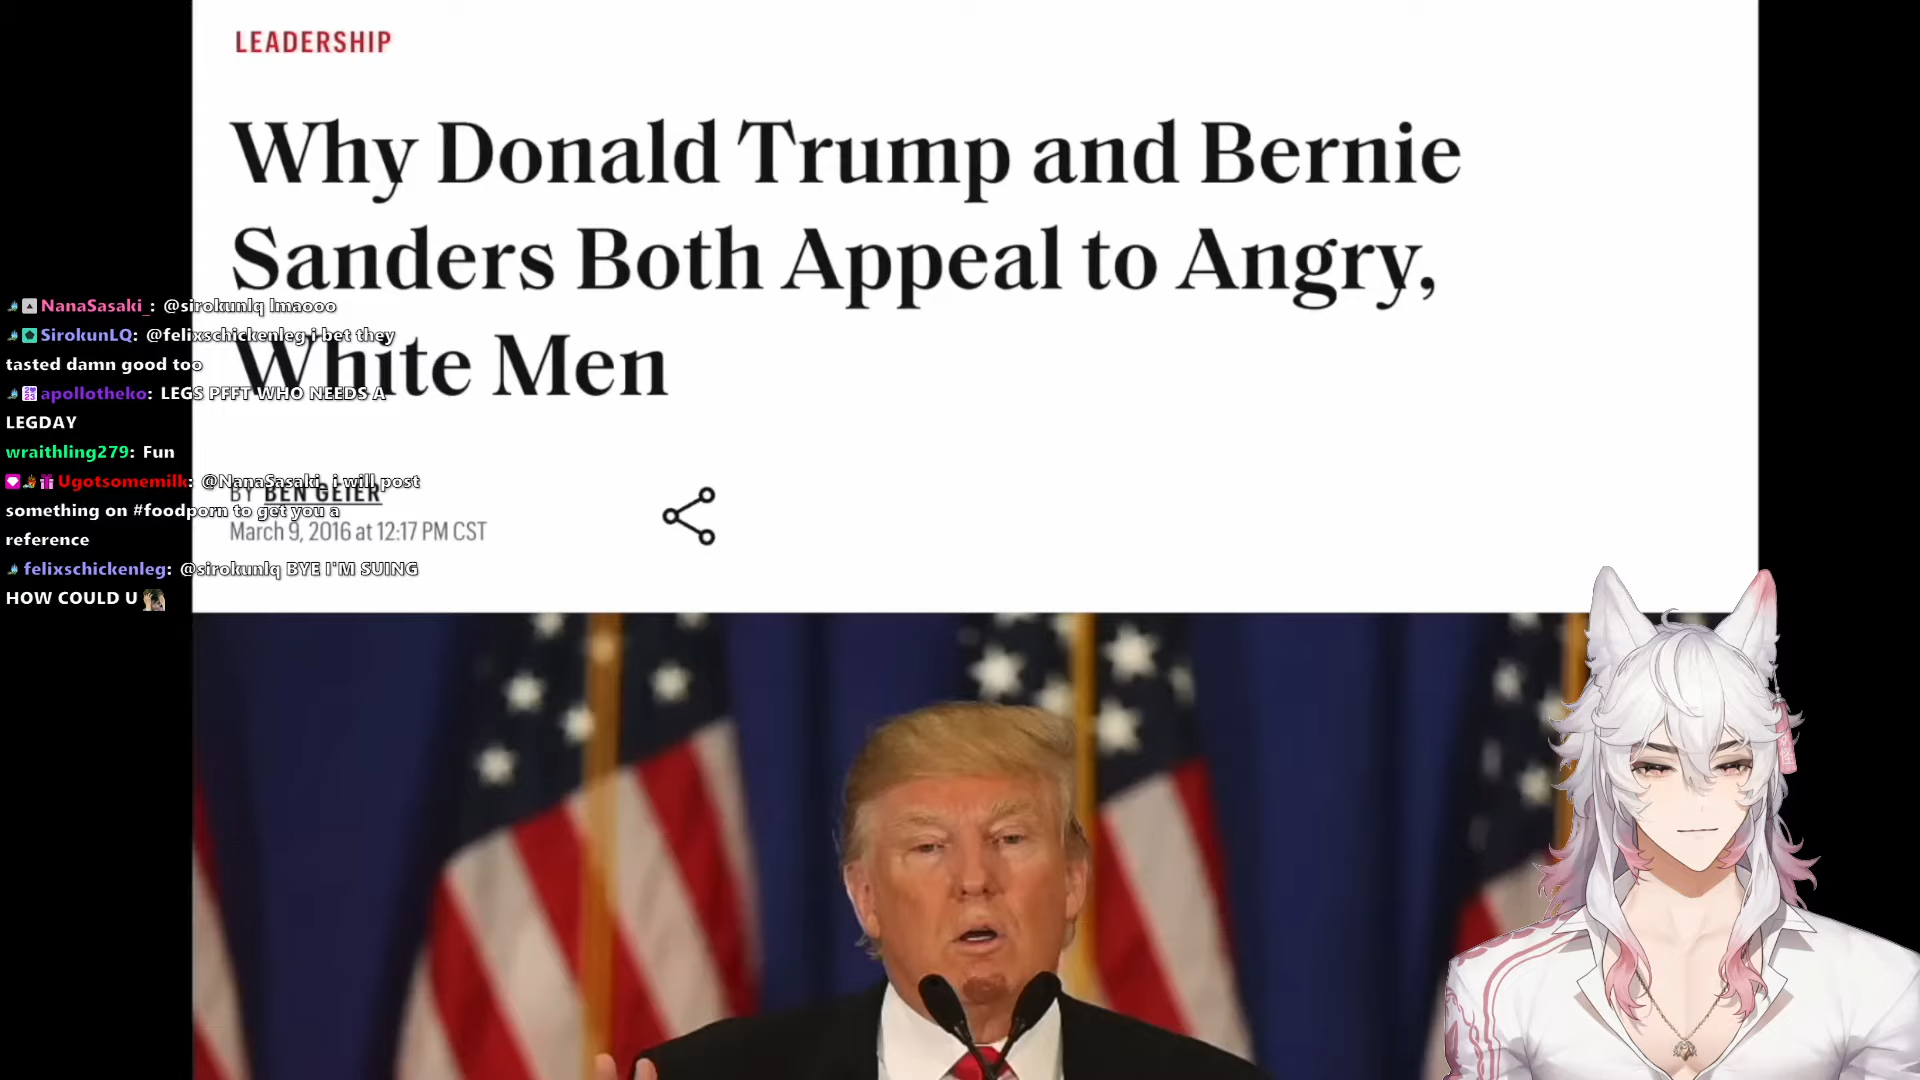 LEADERSHIP
Why Donald Trump and Bernie
Sanders Both Appeal to Angry,
White Men
BY BEN GEIER
March 9, 2016 at 12:17 PM CST
NanaSasaki_: @sirokunlq lmaooo
SirokunLQ: @felixschickenleg i bet they
tasted damn good too
apollotheko: LEGS PFFT WHO NEEDS A
LEGDAY
wraithling279: Fun
Ugotsomemilk: @NanaSasaki_ i will post
something on #foodporn to get you a
reference
felixschickenleg: @sirokunlq BYE I'M SUING
HOW COULD U